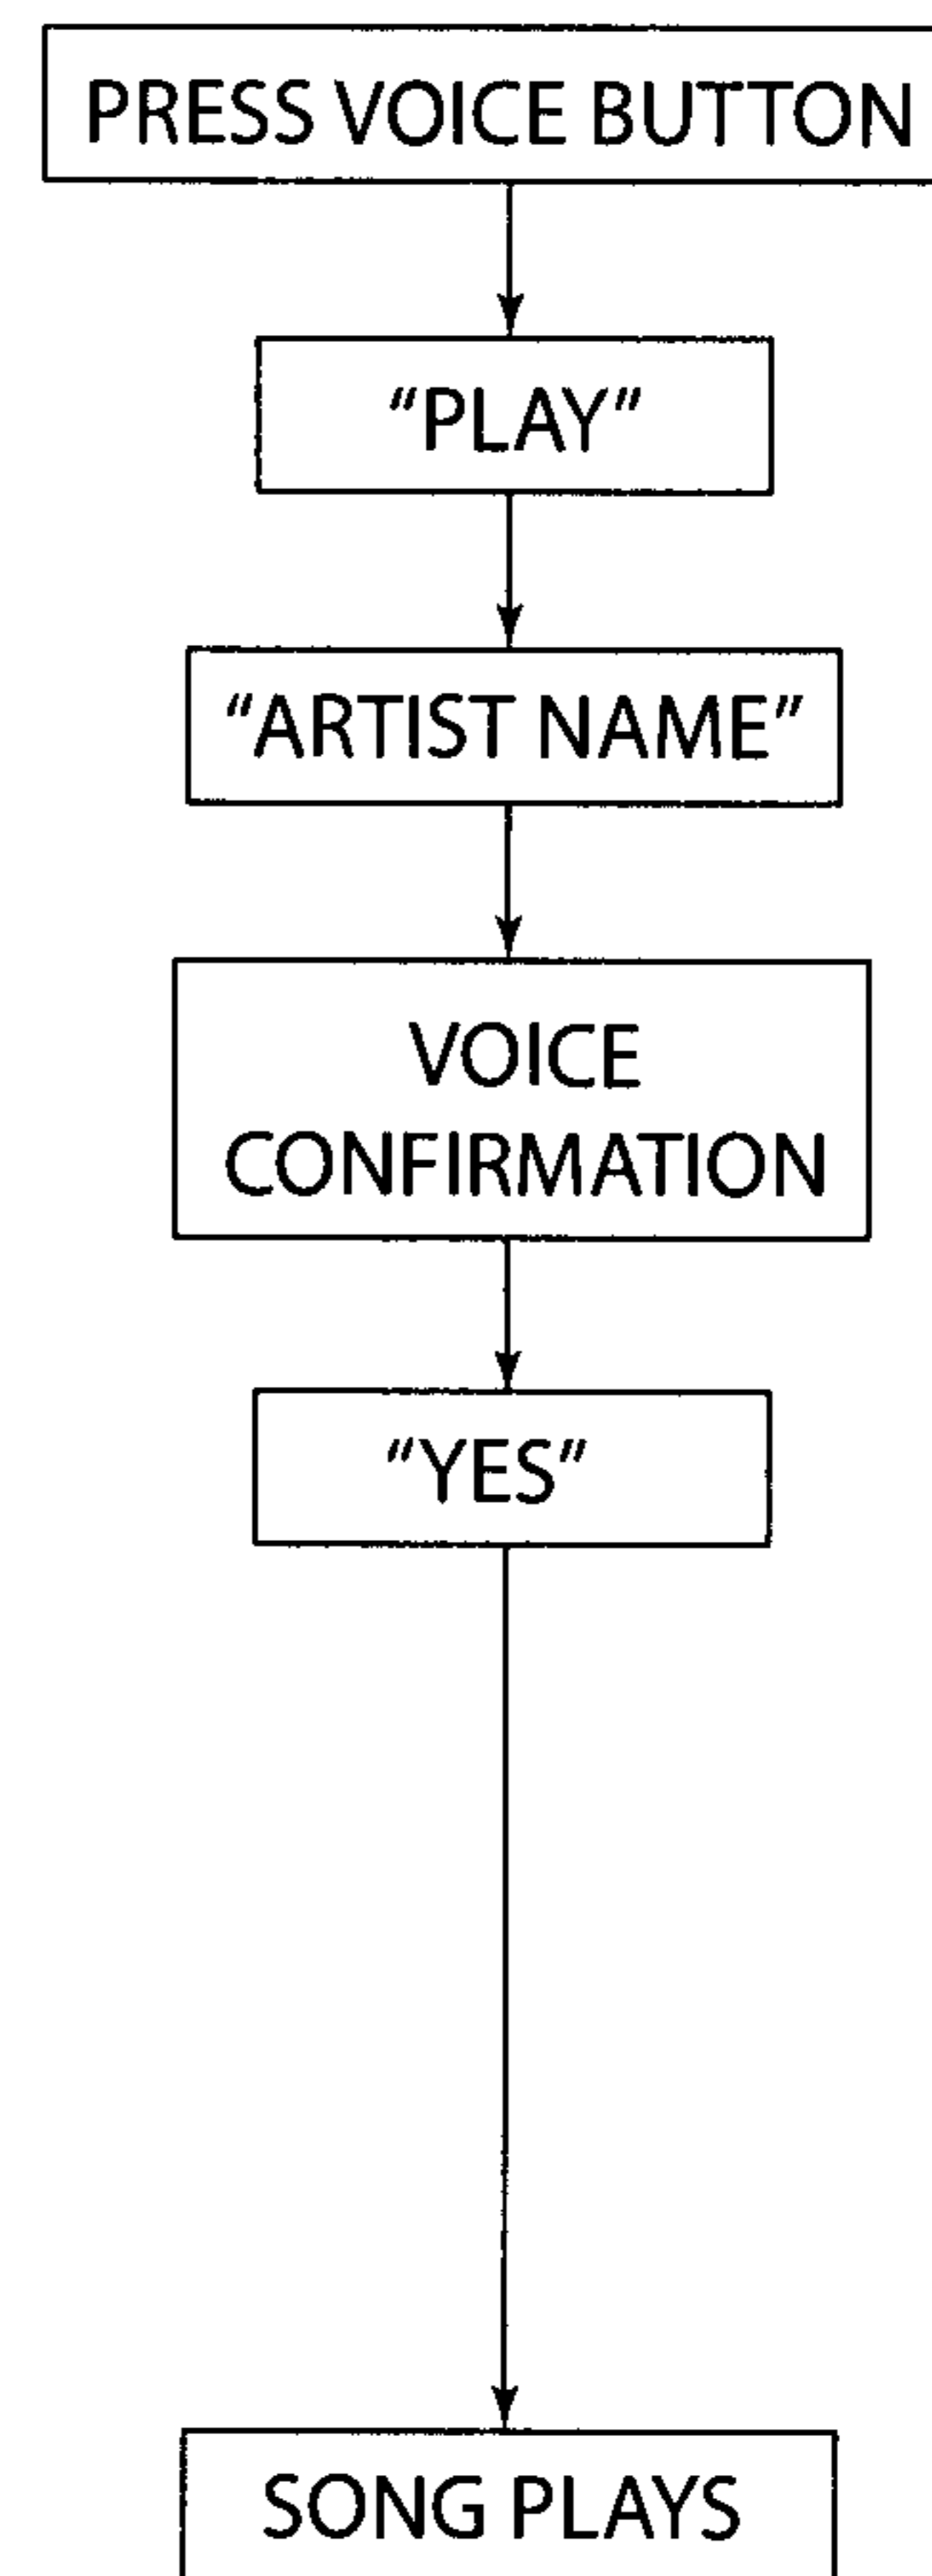 PRESS VOICE BUTTON
“PLAY”
“ARTIST NAME”
VOICE
CONFIRMATION
“YES”
SONG PLAYS